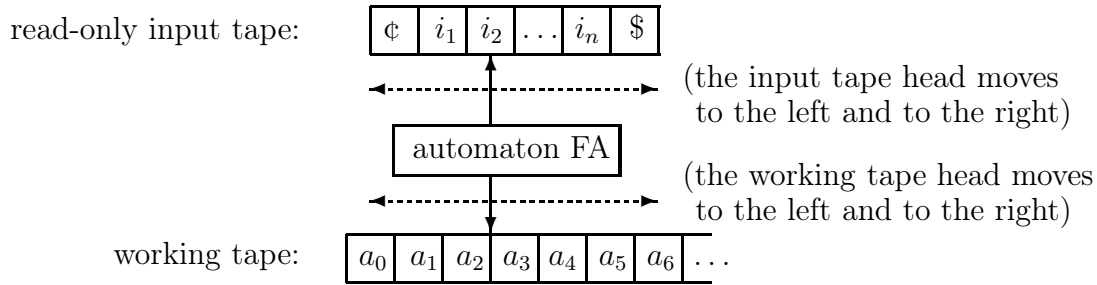 read-only input tape: ¢ i₁ i₂ … iₙ $
(the input tape head moves
to the left and to the right)
automaton FA
(the working tape head moves
to the left and to the right)
working tape: a₀ a₁ a₂ a₃ a₄ a₅ a₆ …